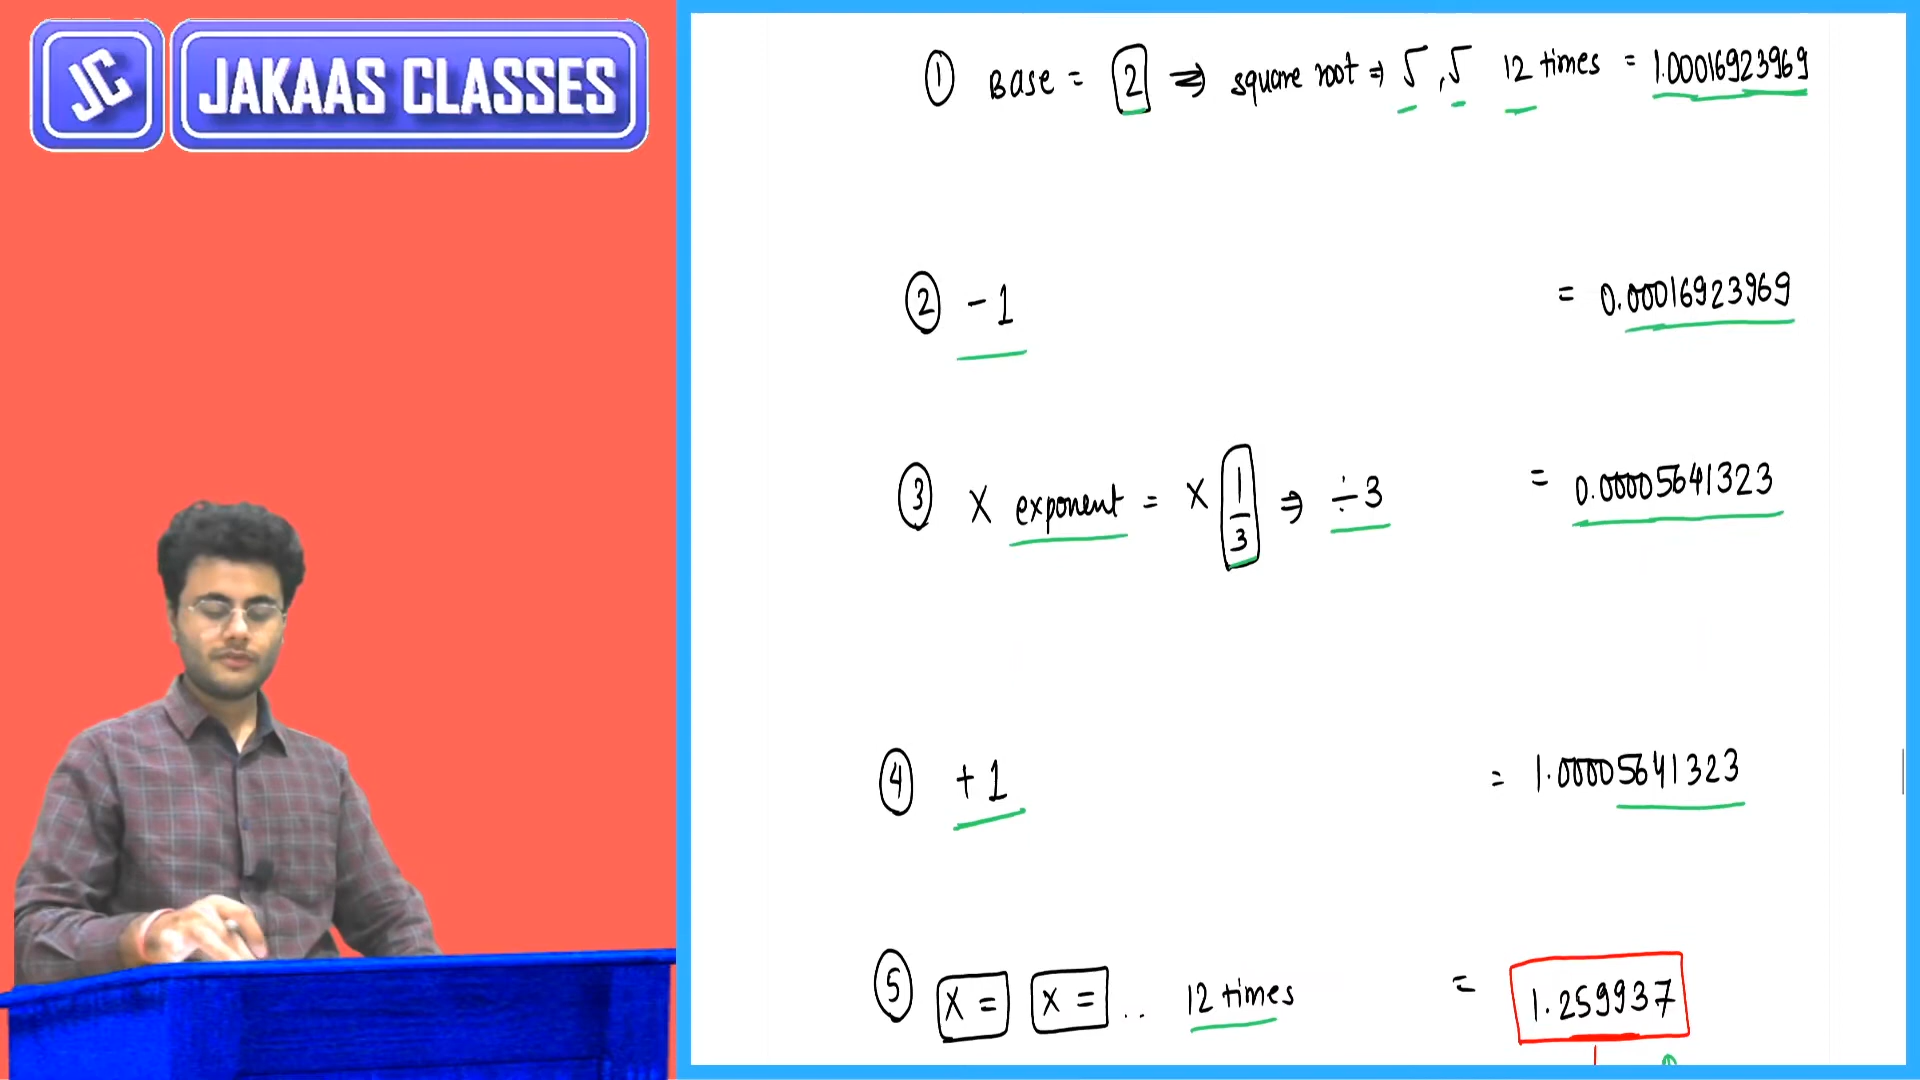 JC JAKAAS CLASSES
① Base = 2 ⇒ square root ⇒ √, √ 12 times = 1.00016923969
② - 1 = 0.00016923969
③ X exponent = X 1/3 ⇒ ÷3 = 0.00005641323
④ + 1 = 1.00005641323
⑤ X = X = .. 12 times = 1.259937